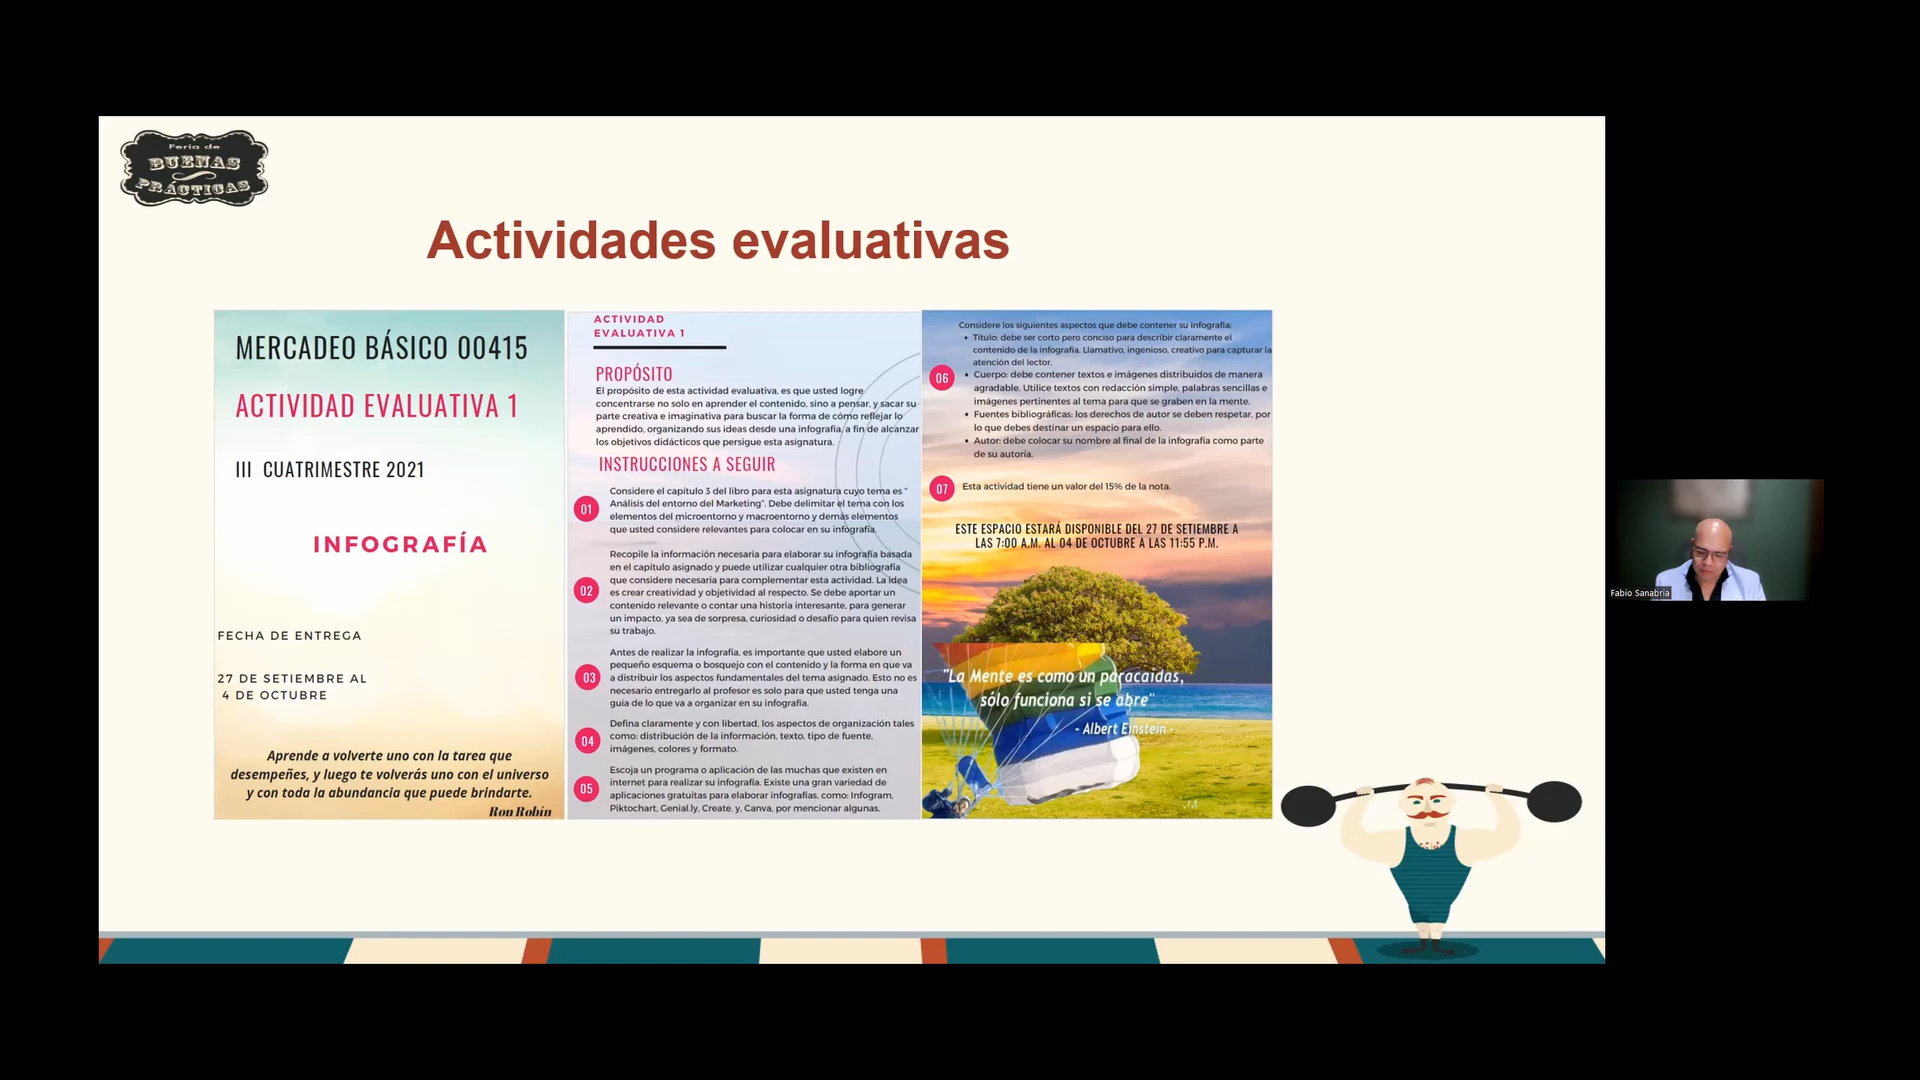 Feria de
BUENAS
PRÁCTICAS
Actividades evaluativas
MERCADEO BÁSICO 00415
ACTIVIDAD EVALUATIVA 1
III CUATRIMESTRE 2021
INFOGRAFÍA
FECHA DE ENTREGA
27 DE SETIEMBRE AL
4 DE OCTUBRE
Aprende a volverte uno con la tarea que
desempeñes, y luego te volverás uno con el universo
y con toda la abundancia que puede brindarte.
Ron Robin
ACTIVIDAD
EVALUATIVA 1
PROPÓSITO
El propósito de esta actividad evaluativa, es que usted logre
concentrarse no solo en aprender el contenido, sino a pensar, y sacar su
parte creativa e imaginativa para buscar la forma de cómo reflejar lo
aprendido, organizando sus ideas desde una infografía, a fin de alcanzar
los objetivos didácticos que persigue esta asignatura.
INSTRUCCIONES A SEGUIR
01
Considere el capítulo 3 del libro para esta asignatura cuyo tema es "
Análisis del entorno del Marketing". Debe delimitar el tema con los
elementos del microentorno y macroentorno y demás elementos
que usted considere relevantes para colocar en su infografía.
02
Recopile la información necesaria para elaborar su infografía basada
en el capítulo asignado y puede utilizar cualquier otra bibliografía
que considere necesaria para complementar esta actividad. La idea
es crear creatividad y objetividad al respecto. Se debe aportar un
contenido relevante o contar una historia interesante, para generar
un impacto, ya sea de sorpresa, curiosidad o desafío para quien revisa
su trabajo.
03
Antes de realizar la infografía, es importante que usted elabore un
pequeño esquema o bosquejo con el contenido y la forma en que va
a distribuir los aspectos fundamentales del tema asignado. Esto no es
necesario entregarlo al profesor es solo para que usted tenga una
guía de lo que va a organizar en su infografía.
04
Defina claramente y con libertad, los aspectos de organización tales
como: distribución de la información, texto, tipo de fuente,
imágenes, colores y formato.
05
Escoja un programa o aplicación de las muchas que existen en
internet para realizar su infografía. Existe una gran variedad de
aplicaciones gratuitas para elaborar infografías, como: Infogram,
Piktochart, Genial.ly, Create, y, Canva, por mencionar algunas.
06
Considere los siguientes aspectos que debe contener su infografía:
• Título: debe ser corto pero conciso para describir claramente el
contenido de la infografía. Llamativo, ingenioso, creativo para capturar la
atención del lector.
• Cuerpo: debe contener textos e imágenes distribuidos de manera
agradable. Utilice textos con redacción simple, palabras sencillas e
imágenes pertinentes al tema para que se graben en la mente.
• Fuentes bibliográficas: los derechos de autor se deben respetar, por
lo que debes destinar un espacio para ello.
• Autor: debe colocar su nombre al final de la infografía como parte
de su autoría.
07
Esta actividad tiene un valor del 15% de la nota.
ESTE ESPACIO ESTARÁ DISPONIBLE DEL 27 DE SETIEMBRE A
LAS 7:00 A.M. AL 04 DE OCTUBRE A LAS 11:55 P.M.
"La Mente es como un paracaídas,
sólo funciona si se abre"
- Albert Einstein -
Fabio Sanabria